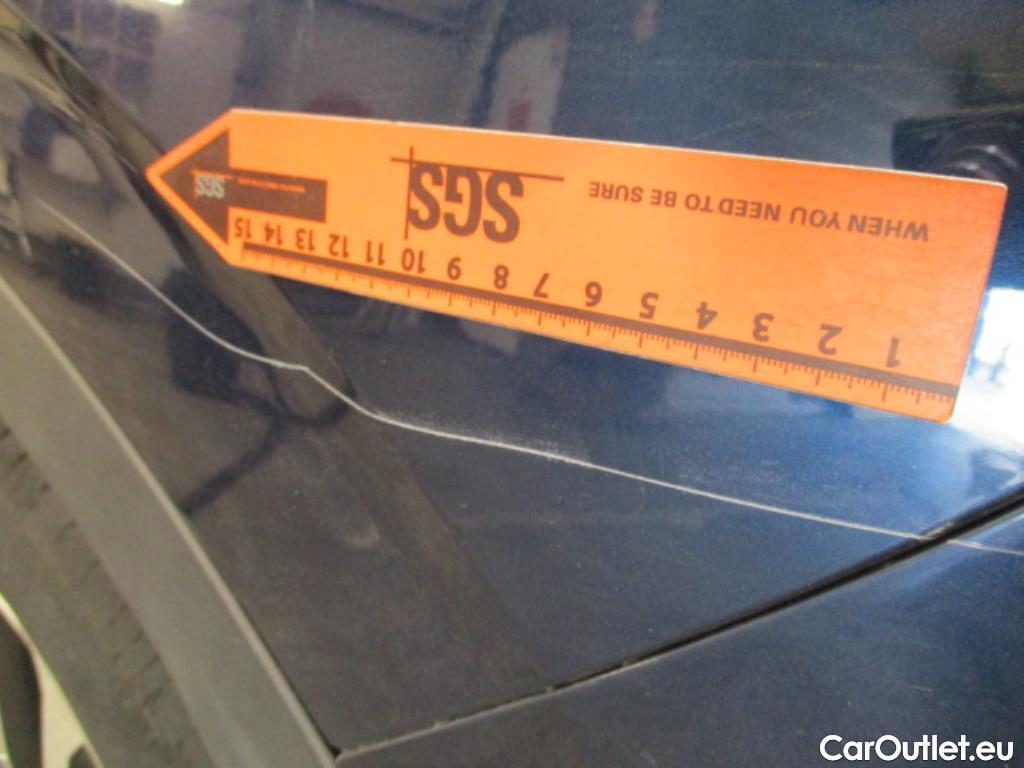 WHEN YOU NEED TO BE SURE
SGS
SGS
1 2 3 4 5 6 7 8 9 10 11 12 13 14 15
CarOutlet.eu